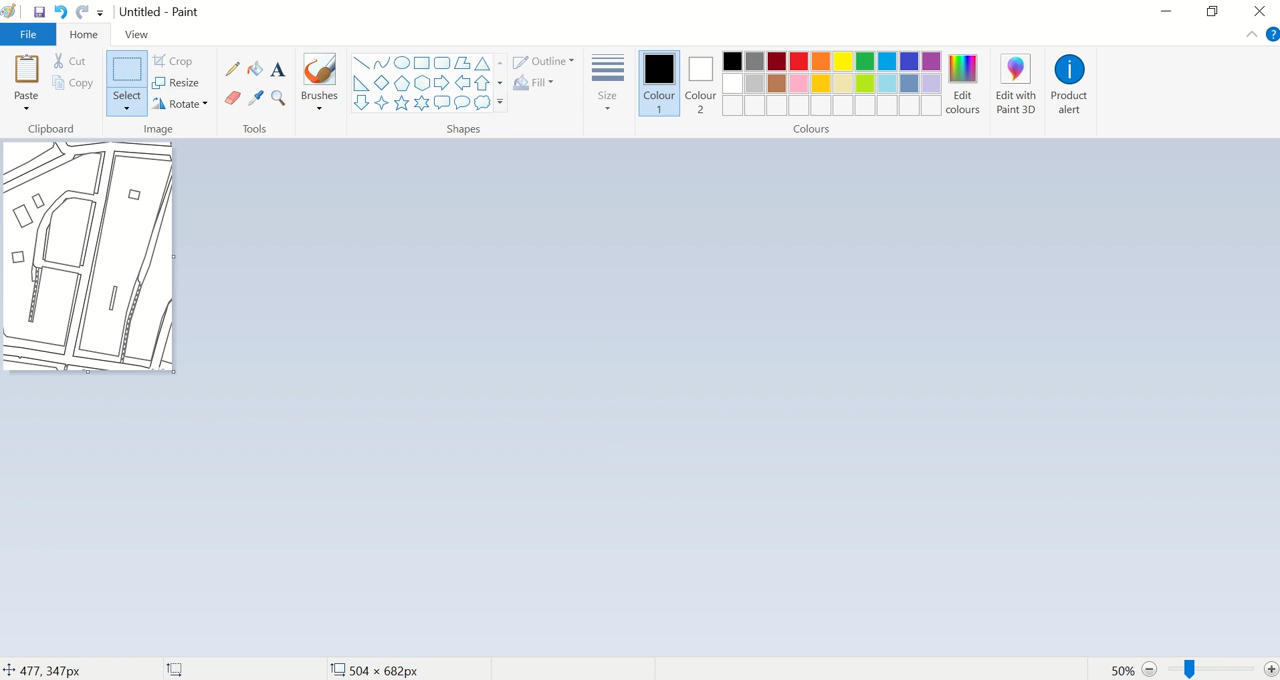 Untitled - Paint
File
Home
View
Paste
Cut
Copy
Clipboard
Select
Crop
Resize
Rotate
Image
A
Tools
Brushes
Shapes
Outline
Fill
Size
Colour 1
Colour 2
Edit colours
Colours
Edit with Paint 3D
Product alert
477, 347px
504 × 682px
50%